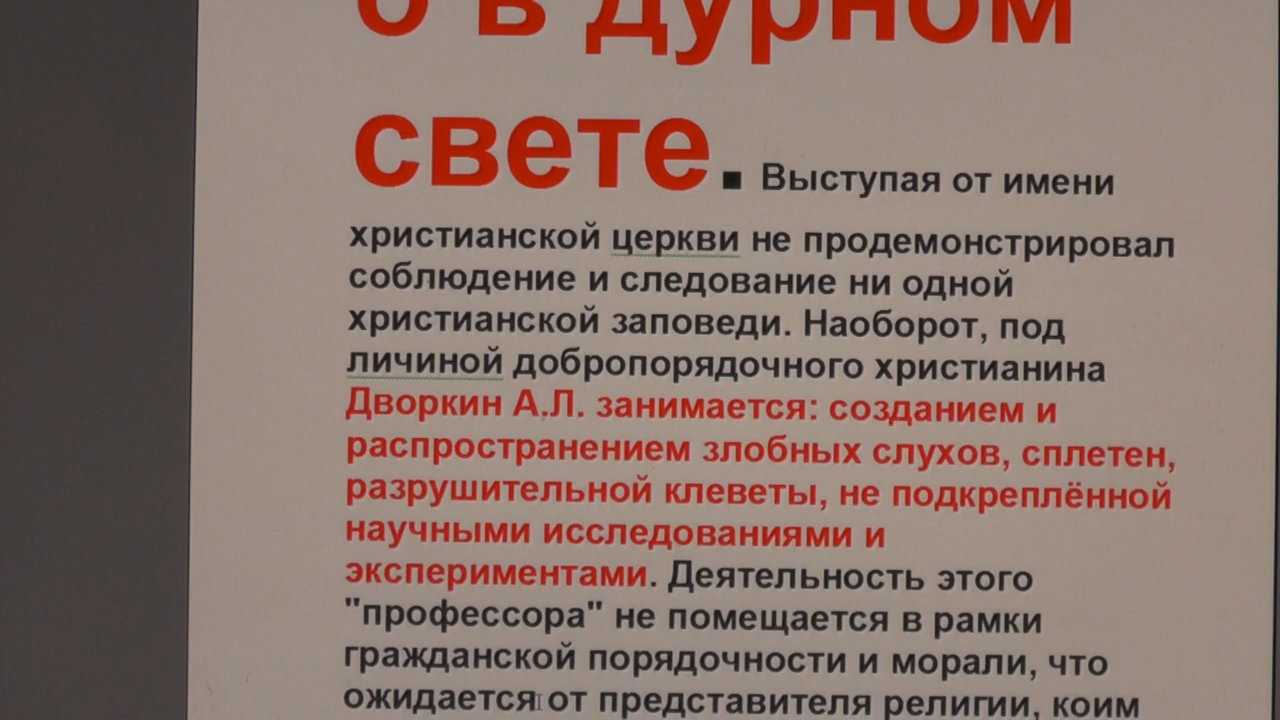 о в дурном
свете. Выступая от имени
христианской церкви не продемонстрировал
соблюдение и следование ни одной
христианской заповеди. Наоборот, под
личиной добропорядочного христианина
Дворкин А.Л. занимается: созданием и
распространением злобных слухов, сплетен,
разрушительной клеветы, не подкреплённой
научными исследованиями и
экспериментами. Деятельность этого
"профессора" не помещается в рамки
гражданской порядочности и морали, что
ожидается от представителя религии, коим